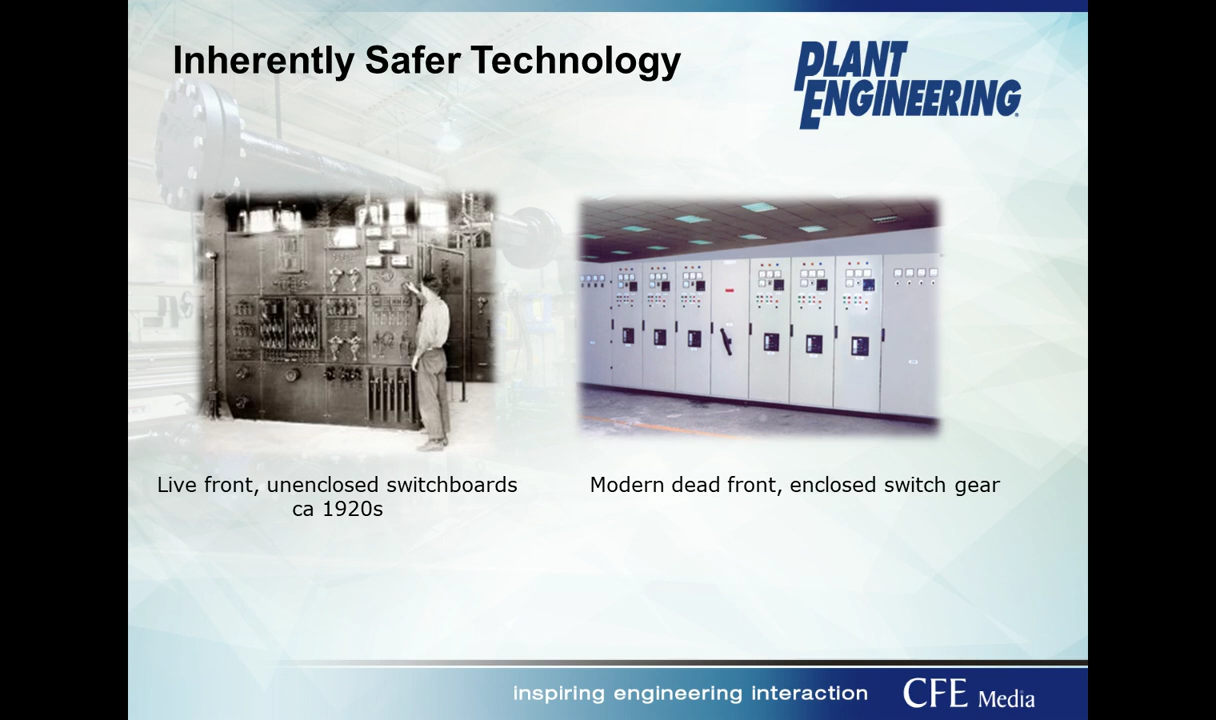 Inherently Safer Technology
PLANT
ENGINEERING
Live front, unenclosed switchboards
ca 1920s
Modern dead front, enclosed switch gear
inspiring engineering interaction
CFE Media